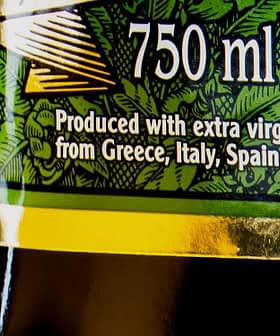 750 ml
Produced with extra
from Greece, Italy, Spain